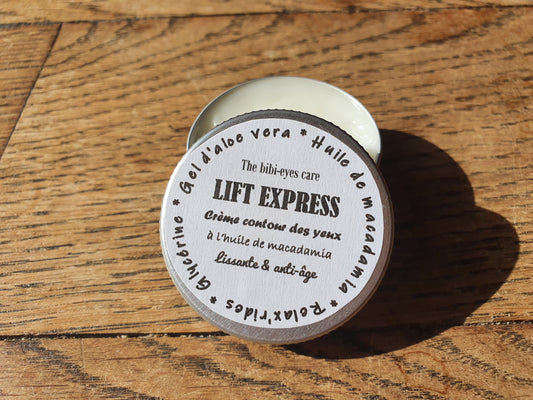 Gel d'aloe vera * Huile de macadamia * Relax'rides * Glycérine *
The bibi-eyes care
LIFT EXPRESS
Crème contour des yeux
à l'huile de macadamia
lissante & anti-âge